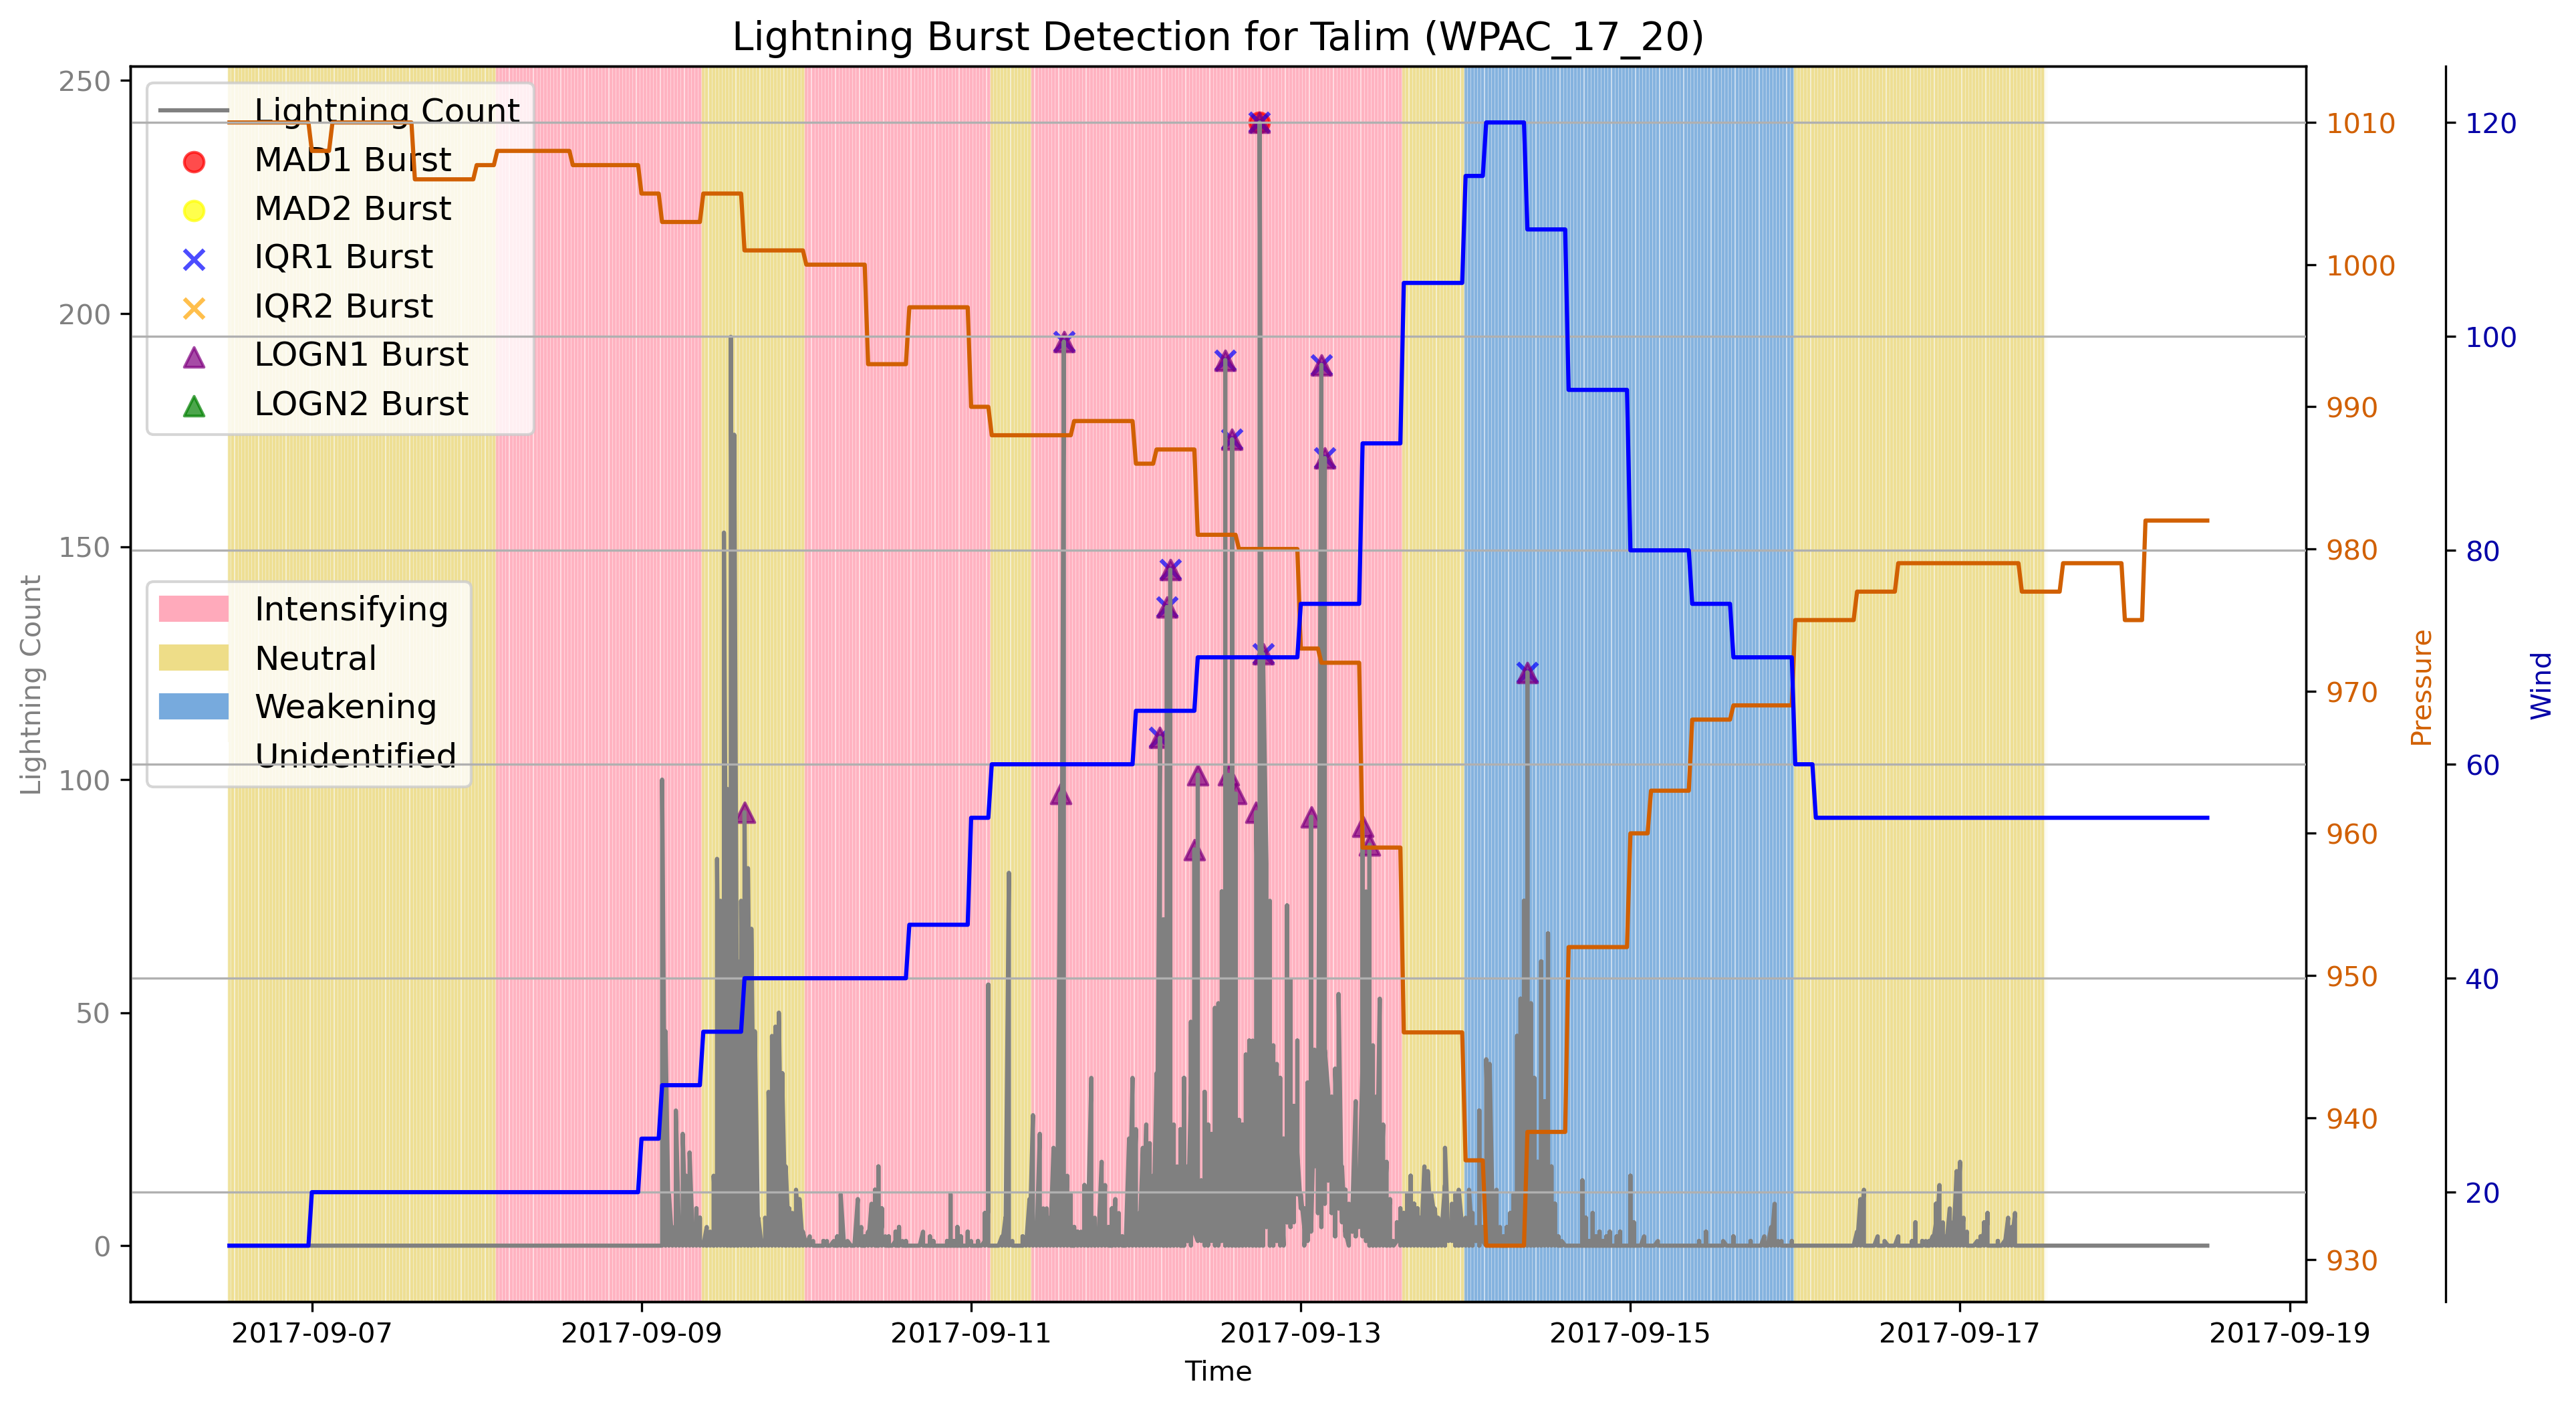 Lightning Burst Detection for Talim (WPAC_17_20)
250
200
150
100
50
0
Lightning Count
Lightning Count
MAD1 Burst
MAD2 Burst
IQR1 Burst
IQR2 Burst
LOGN1 Burst
LOGN2 Burst
Intensifying
Neutral
Weakening
Unidentified
1010
1000
990
980
970
960
950
940
930
Pressure
120
100
80
60
40
20
Wind
2017-09-07
2017-09-09
2017-09-11
2017-09-13
2017-09-15
2017-09-17
2017-09-19
Time